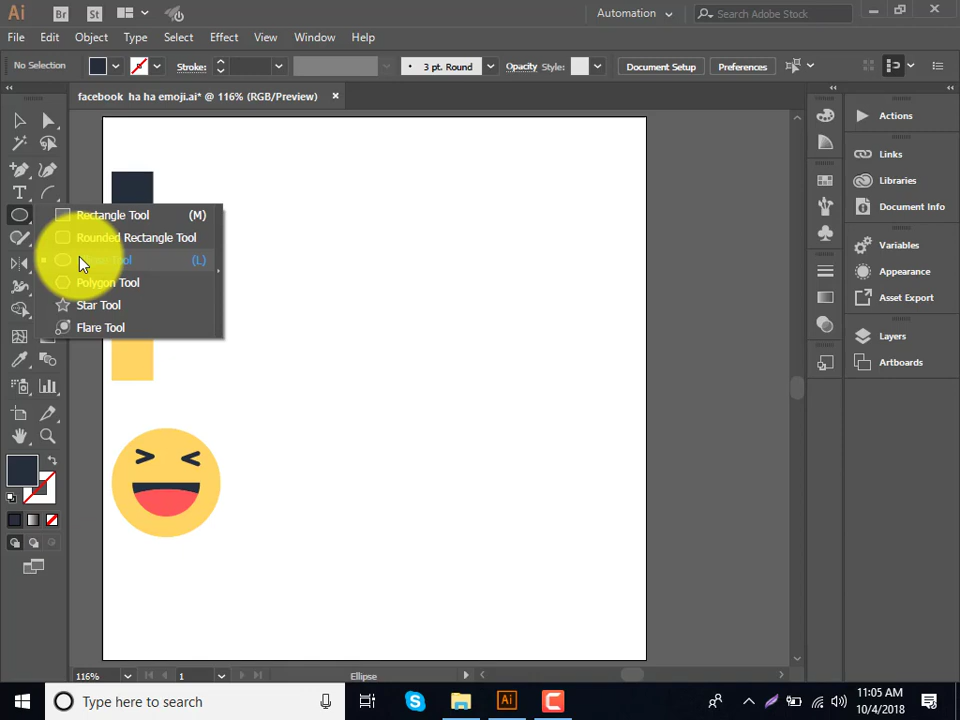 Ai Br St Automation Search Adobe Stock
File Edit Object Type Select Effect View Window Help
No Selection Stroke: 3 pt. Round Opacity Style: Document Setup Preferences
facebook ha ha emoji.ai* @ 116% (RGB/Preview) ×
Actions
Links
Libraries
Document Info
Variables
Appearance
Asset Export
Layers
Artboards
T
Rectangle Tool (M)
Rounded Rectangle Tool
Tool (L)
Polygon Tool
Star Tool
Flare Tool
116% 1 Ellipse
Type here to search
Ai
11:05 AM
10/4/2018